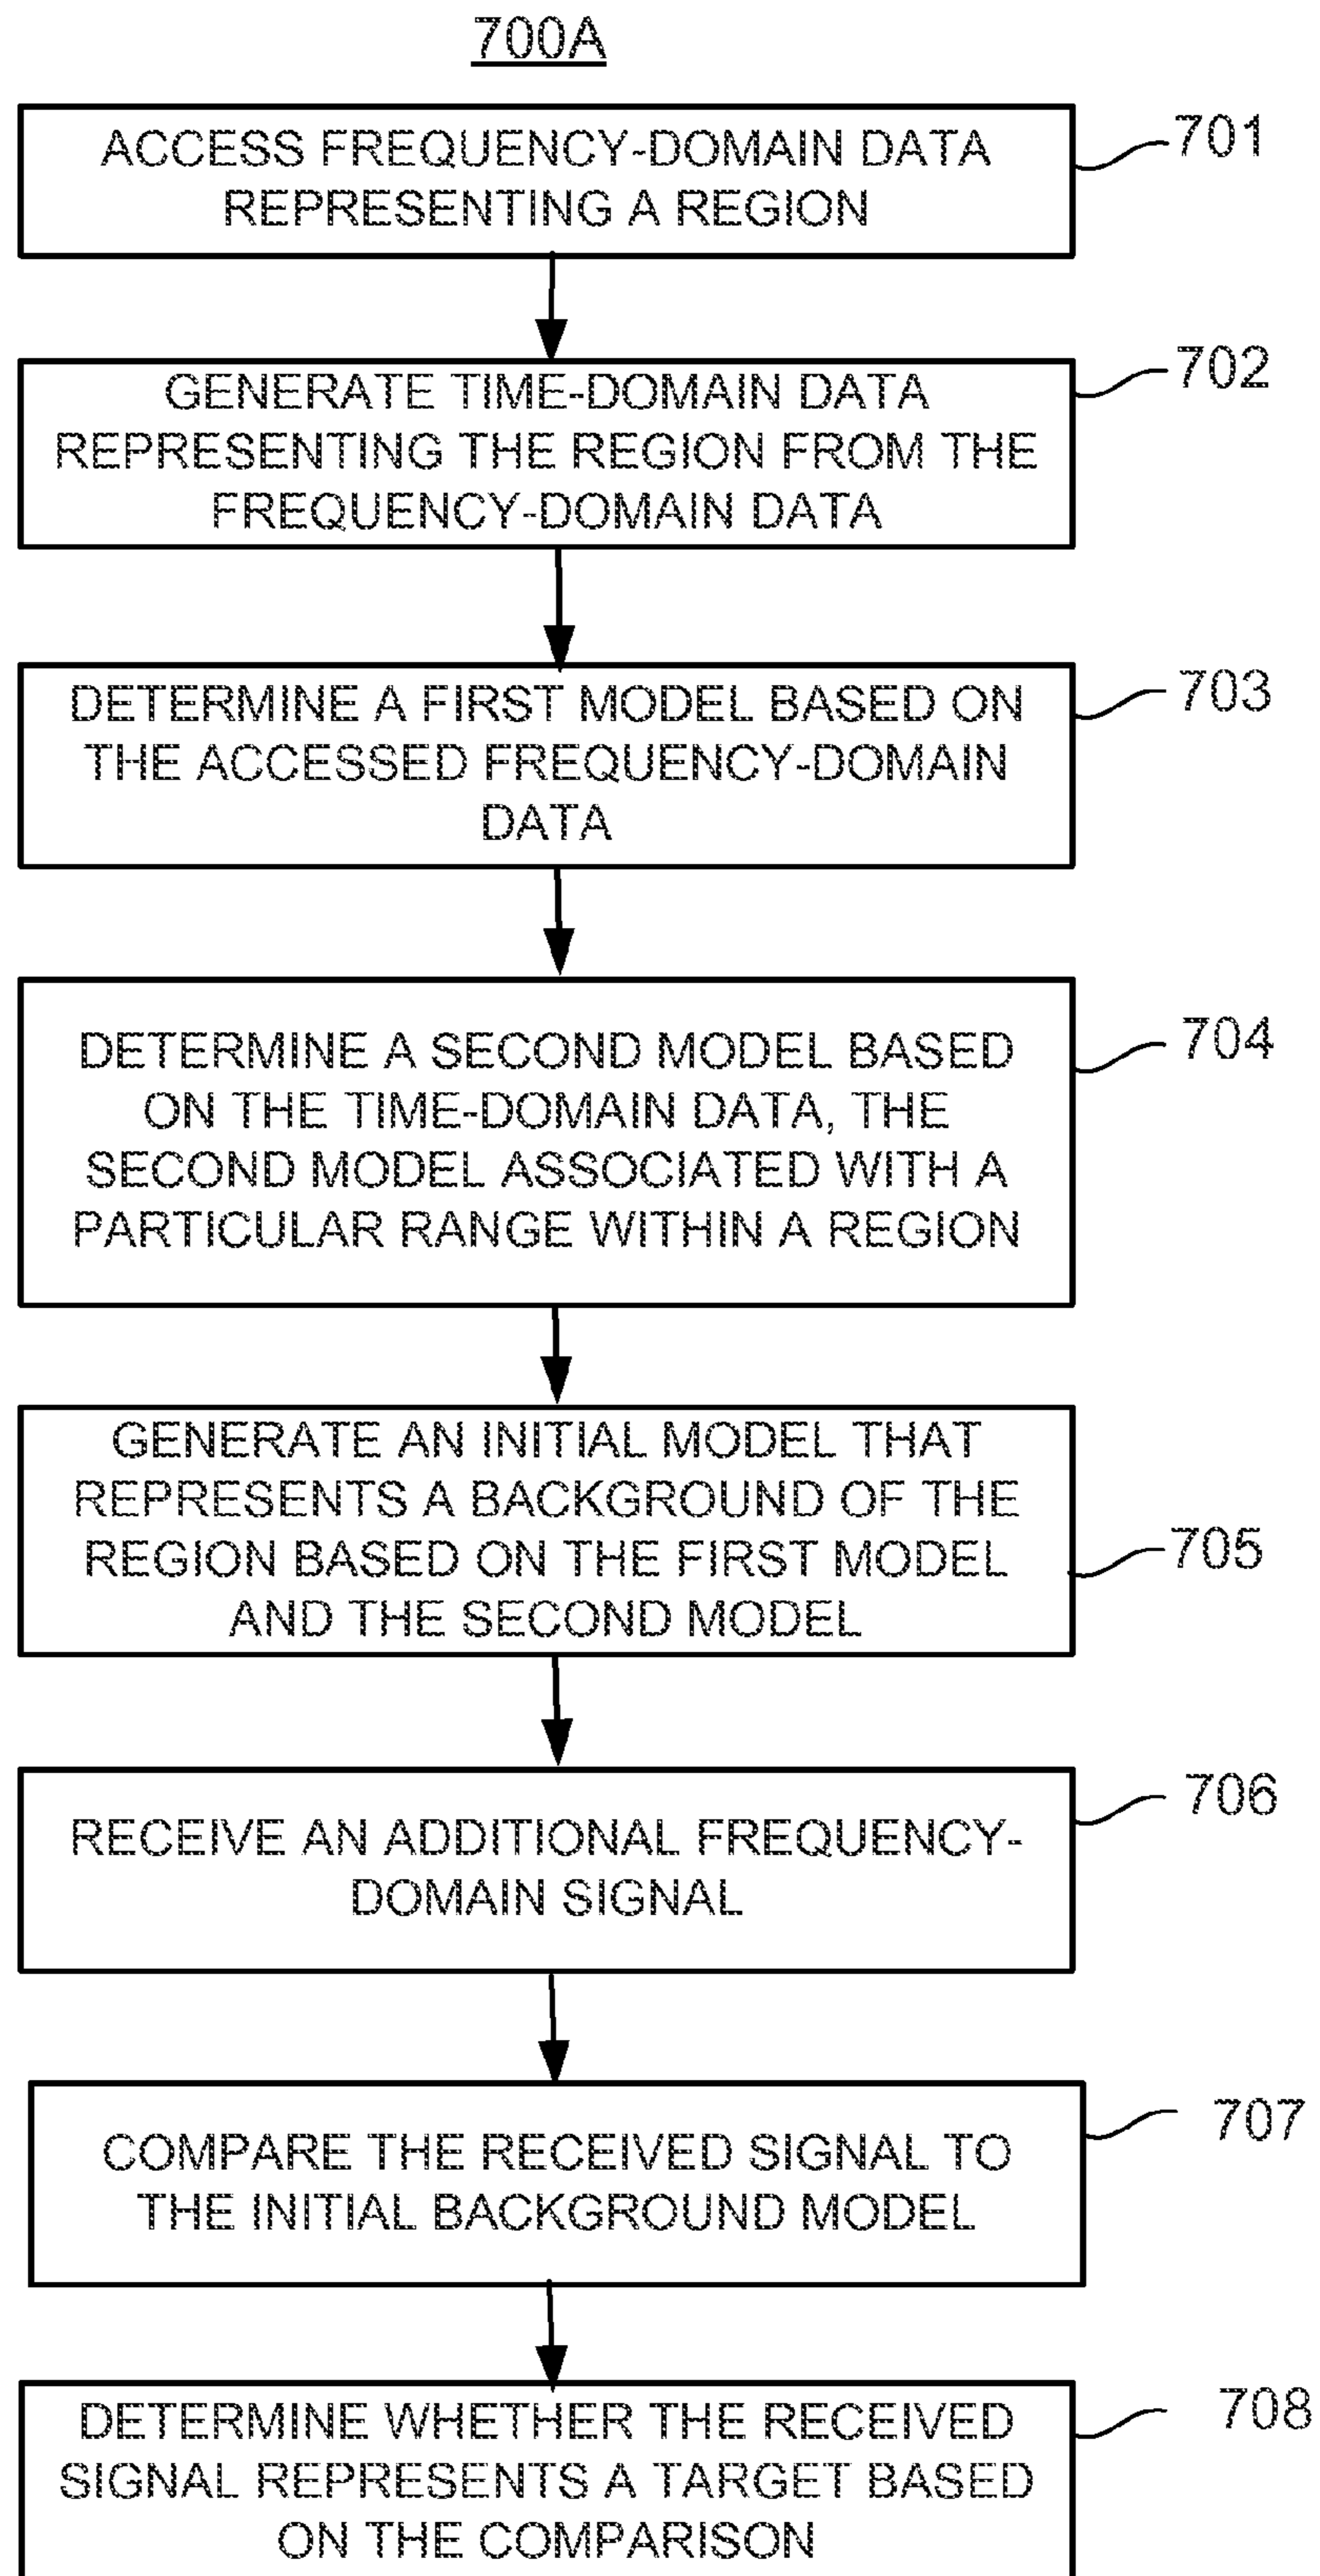 700A
ACCESS FREQUENCY-DOMAIN DATA
REPRESENTING A REGION
701
GENERATE TIME-DOMAIN DATA
REPRESENTING THE REGION FROM THE
FREQUENCY-DOMAIN DATA
702
DETERMINE A FIRST MODEL BASED ON
THE ACCESSED FREQUENCY-DOMAIN
DATA
703
DETERMINE A SECOND MODEL BASED
ON THE TIME-DOMAIN DATA, THE
SECOND MODEL ASSOCIATED WITH A
PARTICULAR RANGE WITHIN A REGION
704
GENERATE AN INITIAL MODEL THAT
REPRESENTS A BACKGROUND OF THE
REGION BASED ON THE FIRST MODEL
AND THE SECOND MODEL
705
RECEIVE AN ADDITIONAL FREQUENCY-
DOMAIN SIGNAL
706
COMPARE THE RECEIVED SIGNAL TO
THE INITIAL BACKGROUND MODEL
707
DETERMINE WHETHER THE RECEIVED
SIGNAL REPRESENTS A TARGET BASED
ON THE COMPARISON
708